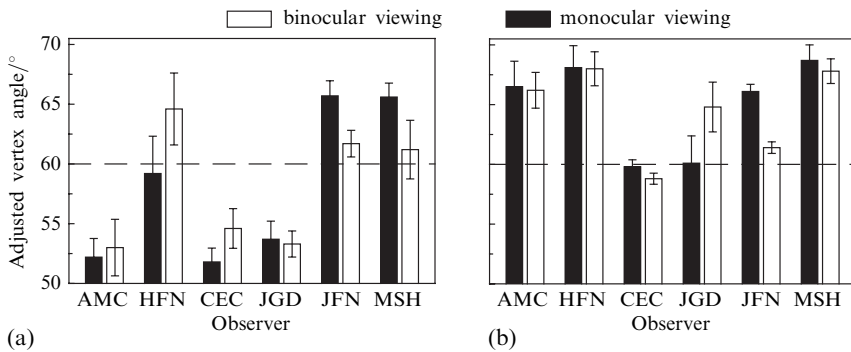 binocular viewing monocular viewing
Adjusted vertex angle/°
70
65
60
55
50
AMC HFN CEC JGD JFN MSH
Observer
(a)
AMC HFN CEC JGD JFN MSH
Observer
(b)